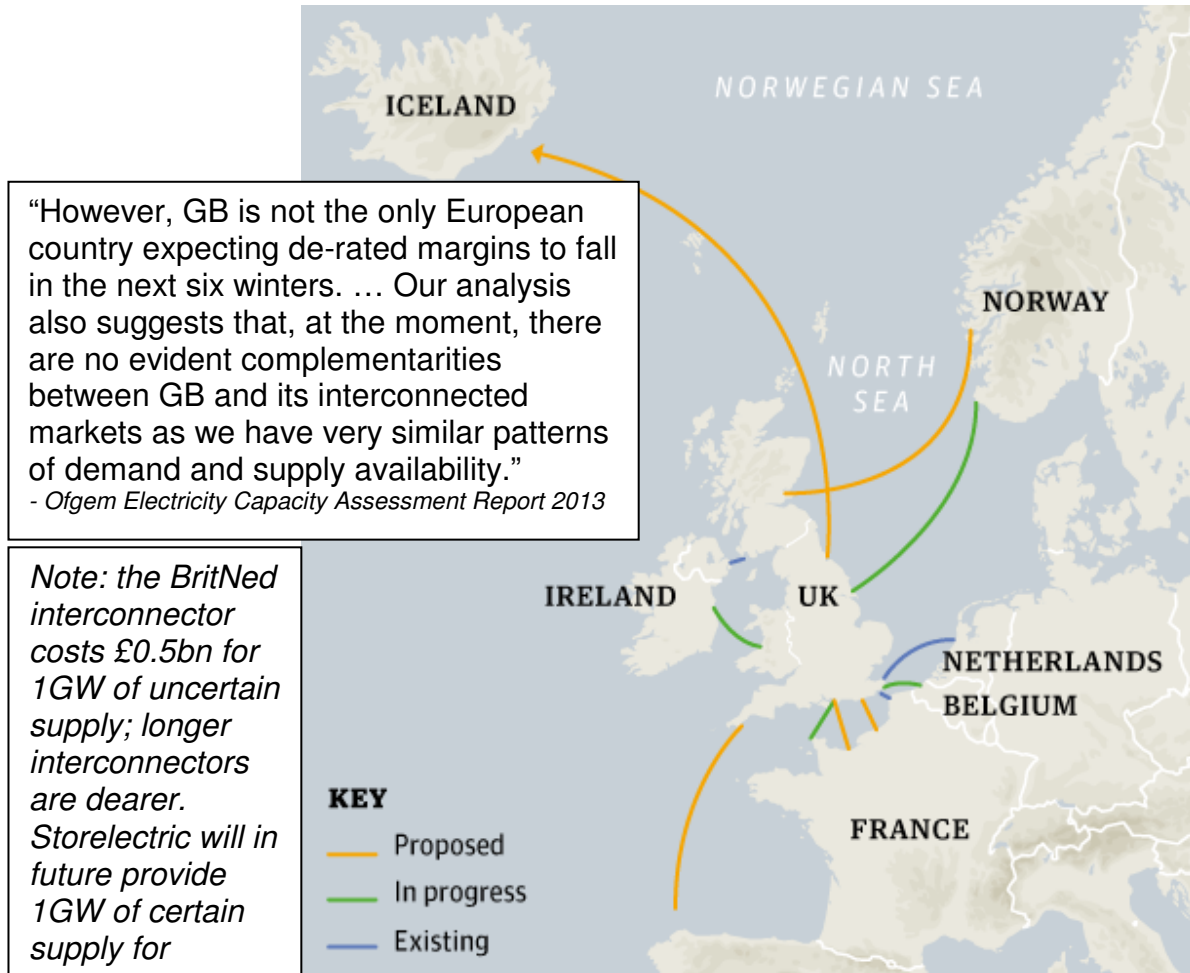 ICELAND
NORWEGIAN SEA
“However, GB is not the only European
country expecting de-rated margins to fall
in the next six winters. … Our analysis
also suggests that, at the moment, there
are no evident complementarities
between GB and its interconnected
markets as we have very similar patterns
of demand and supply availability.”
- Ofgem Electricity Capacity Assessment Report 2013
NORWAY
NORTH
SEA
Note: the BritNed
interconnector
costs £0.5bn for
1GW of uncertain
supply; longer
interconnectors
are dearer.
Storelectric will in
future provide
1GW of certain
supply for
IRELAND
UK
NETHERLANDS
BELGIUM
FRANCE
KEY
Proposed
In progress
Existing